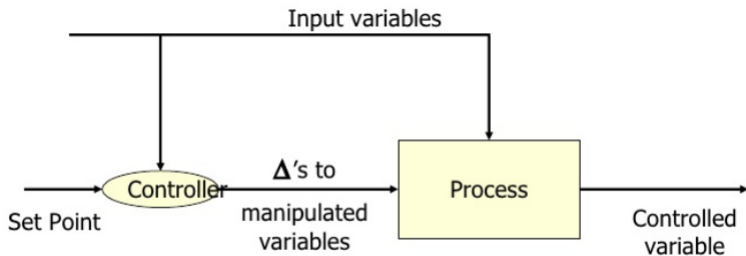 Input variables
Δ's to
Controller
Process
Set Point
manipulated
variables
Controlled
variable